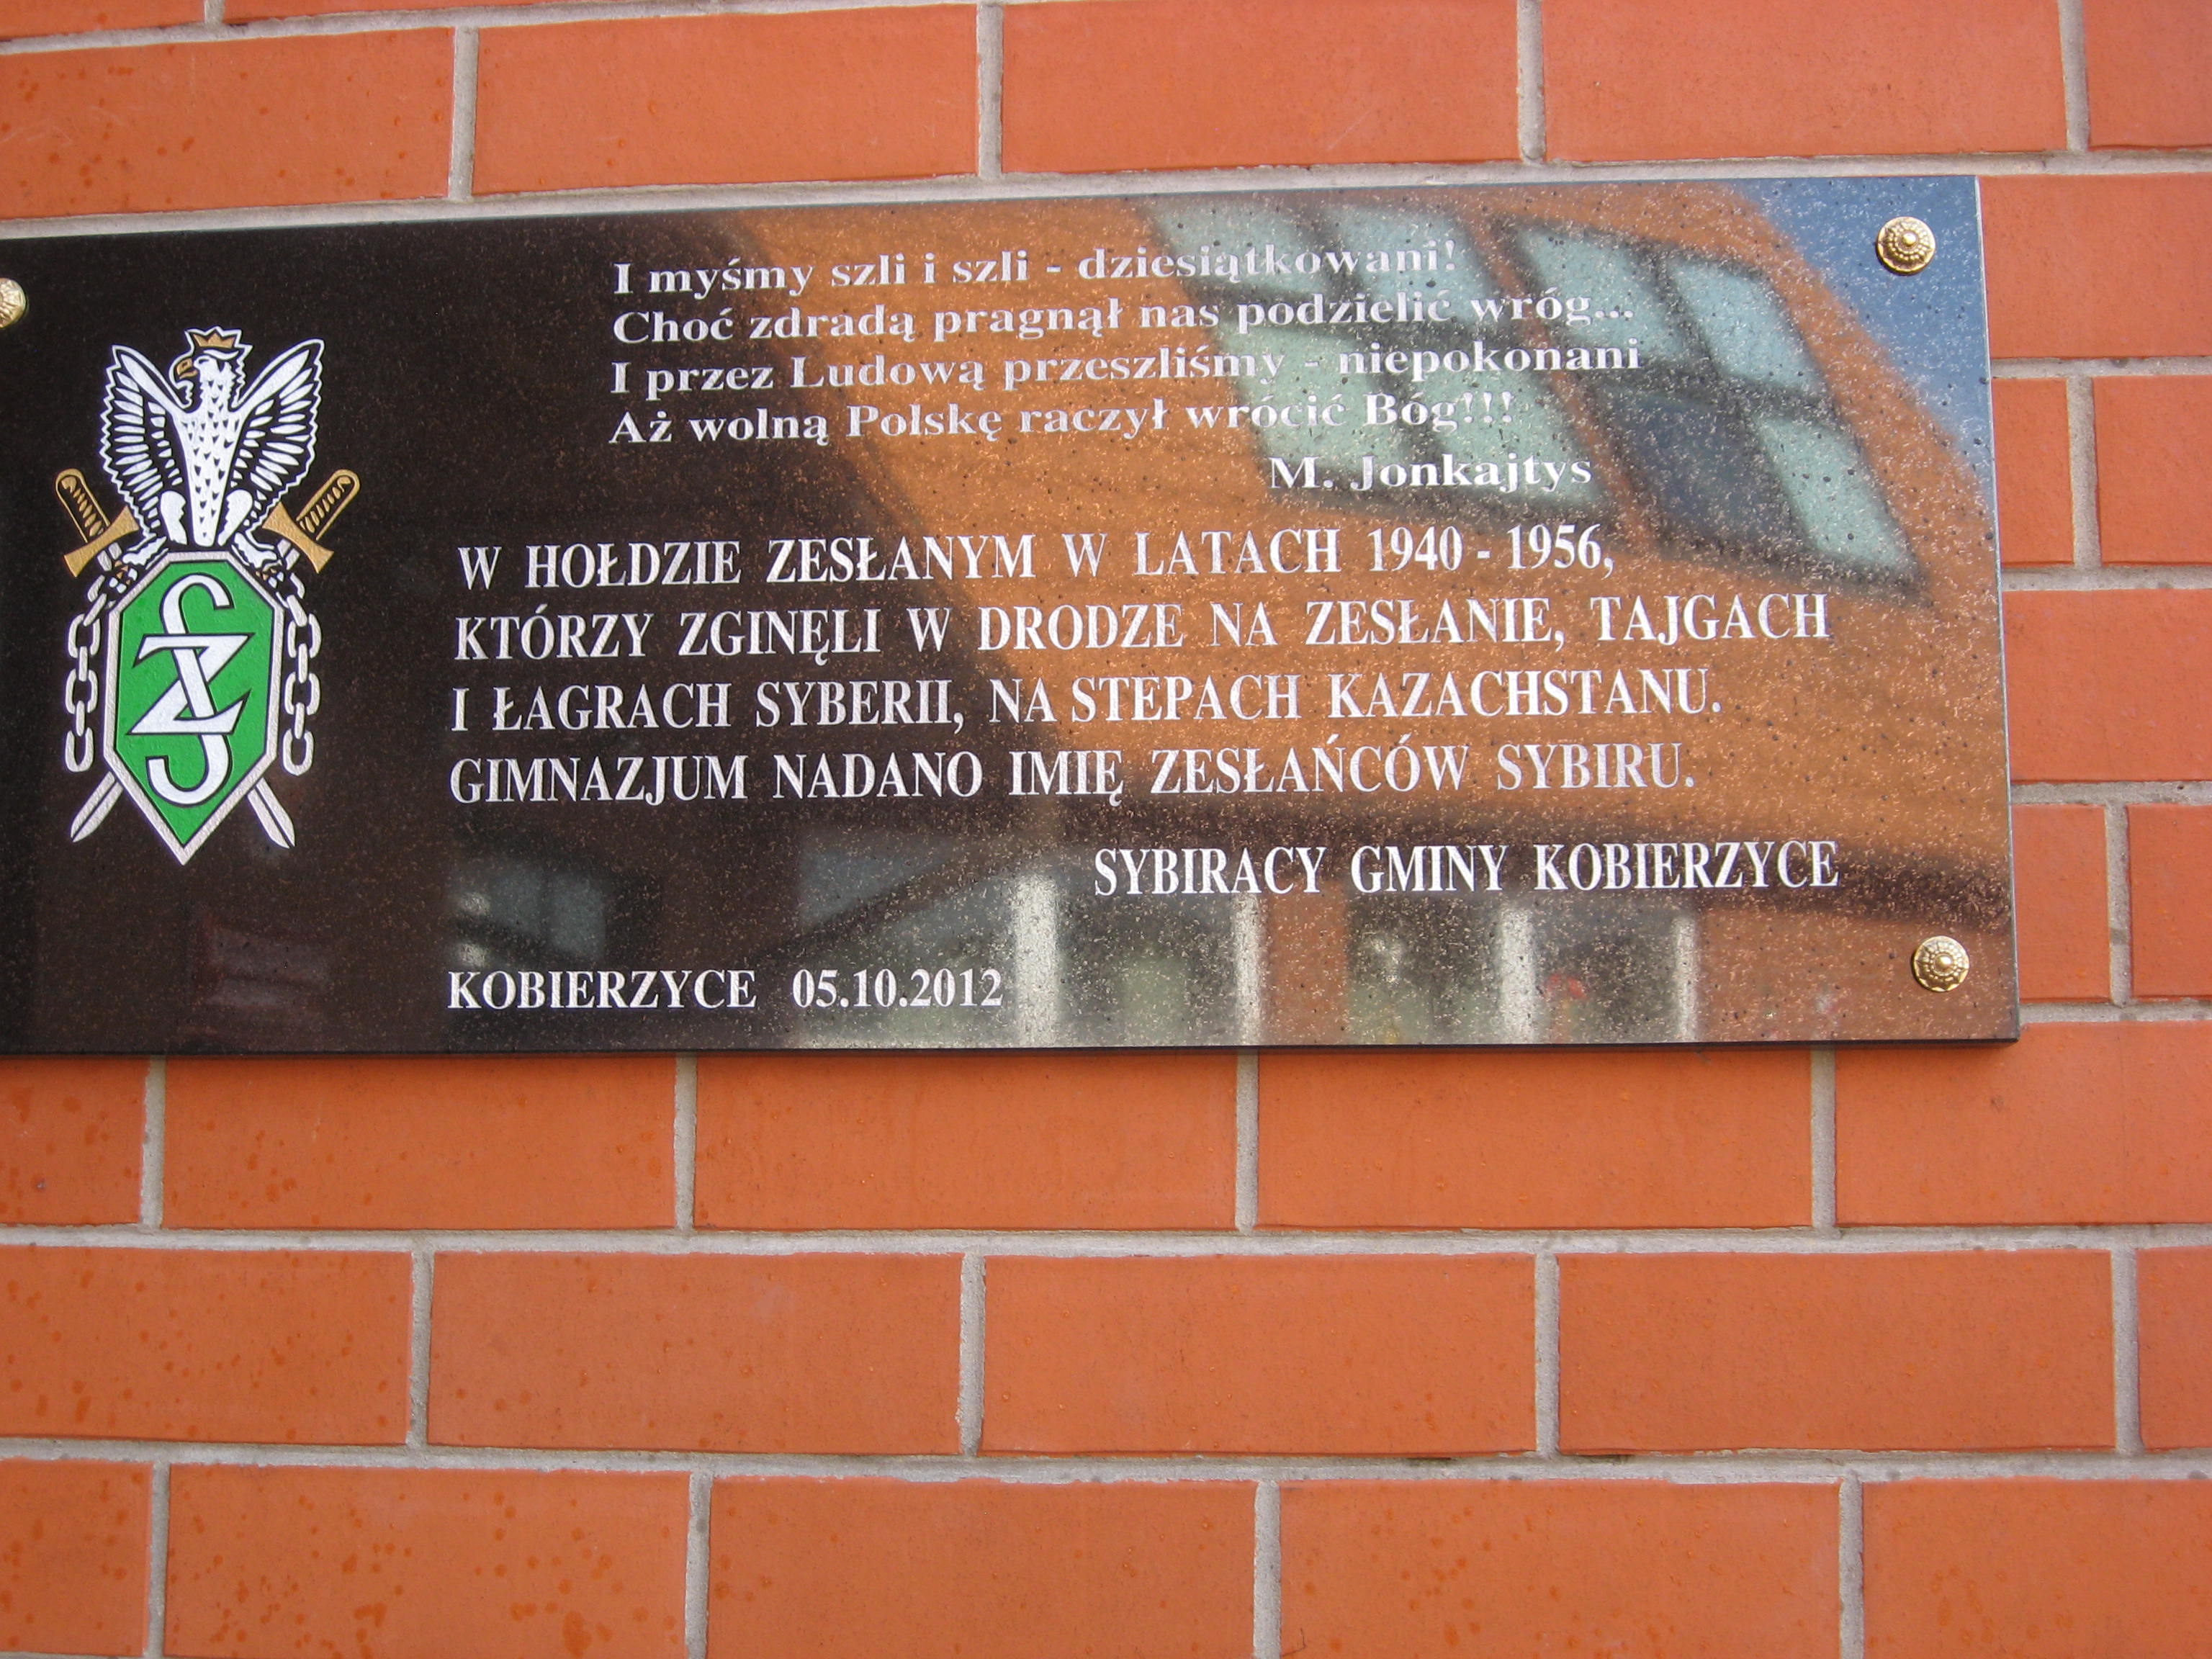 I myśmy szli i szli - dziesiątkowani!
Choć zdradą pragnął nas podzielić wróg...
I przez Ludową przeszliśmy - niepokonani
Aż wolną Polskę raczył wrócić Bóg!!!
M. Jonkajtys
W HOŁDZIE ZESŁANYM W LATACH 1940 - 1956,
KTÓRZY ZGINĘLI W DRODZE NA ZESŁANIE, TAJGACH
I ŁAGRACH SYBERII, NA STEPACH KAZACHSTANU.
GIMNAZJUM NADANO IMIĘ ZESŁAŃCÓW SYBIRU.
SYBIRACY GMINY KOBIERZYCE
KOBIERZYCE 05.10.2012
ZS